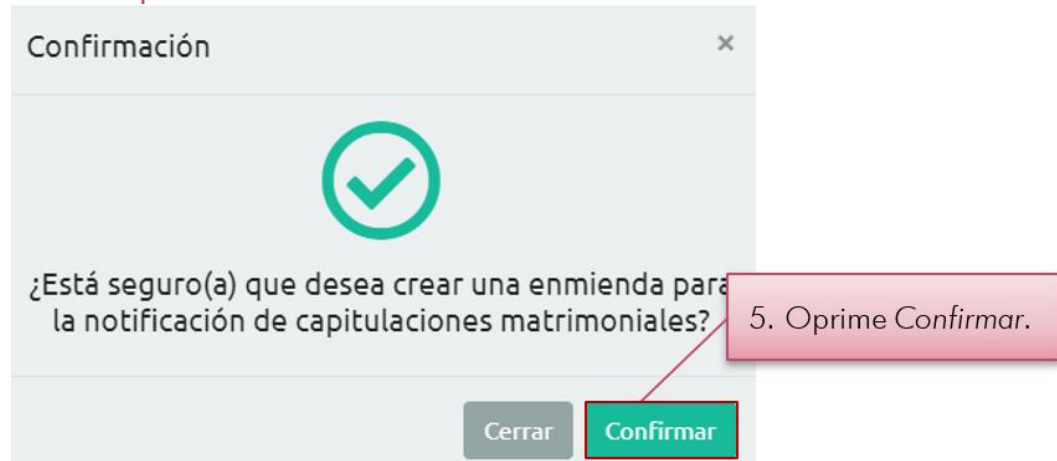 Confirmación ×
¿Está seguro(a) que desea crear una enmienda para
la notificación de capitulaciones matrimoniales?
5. Oprime Confirmar.
Cerrar Confirmar